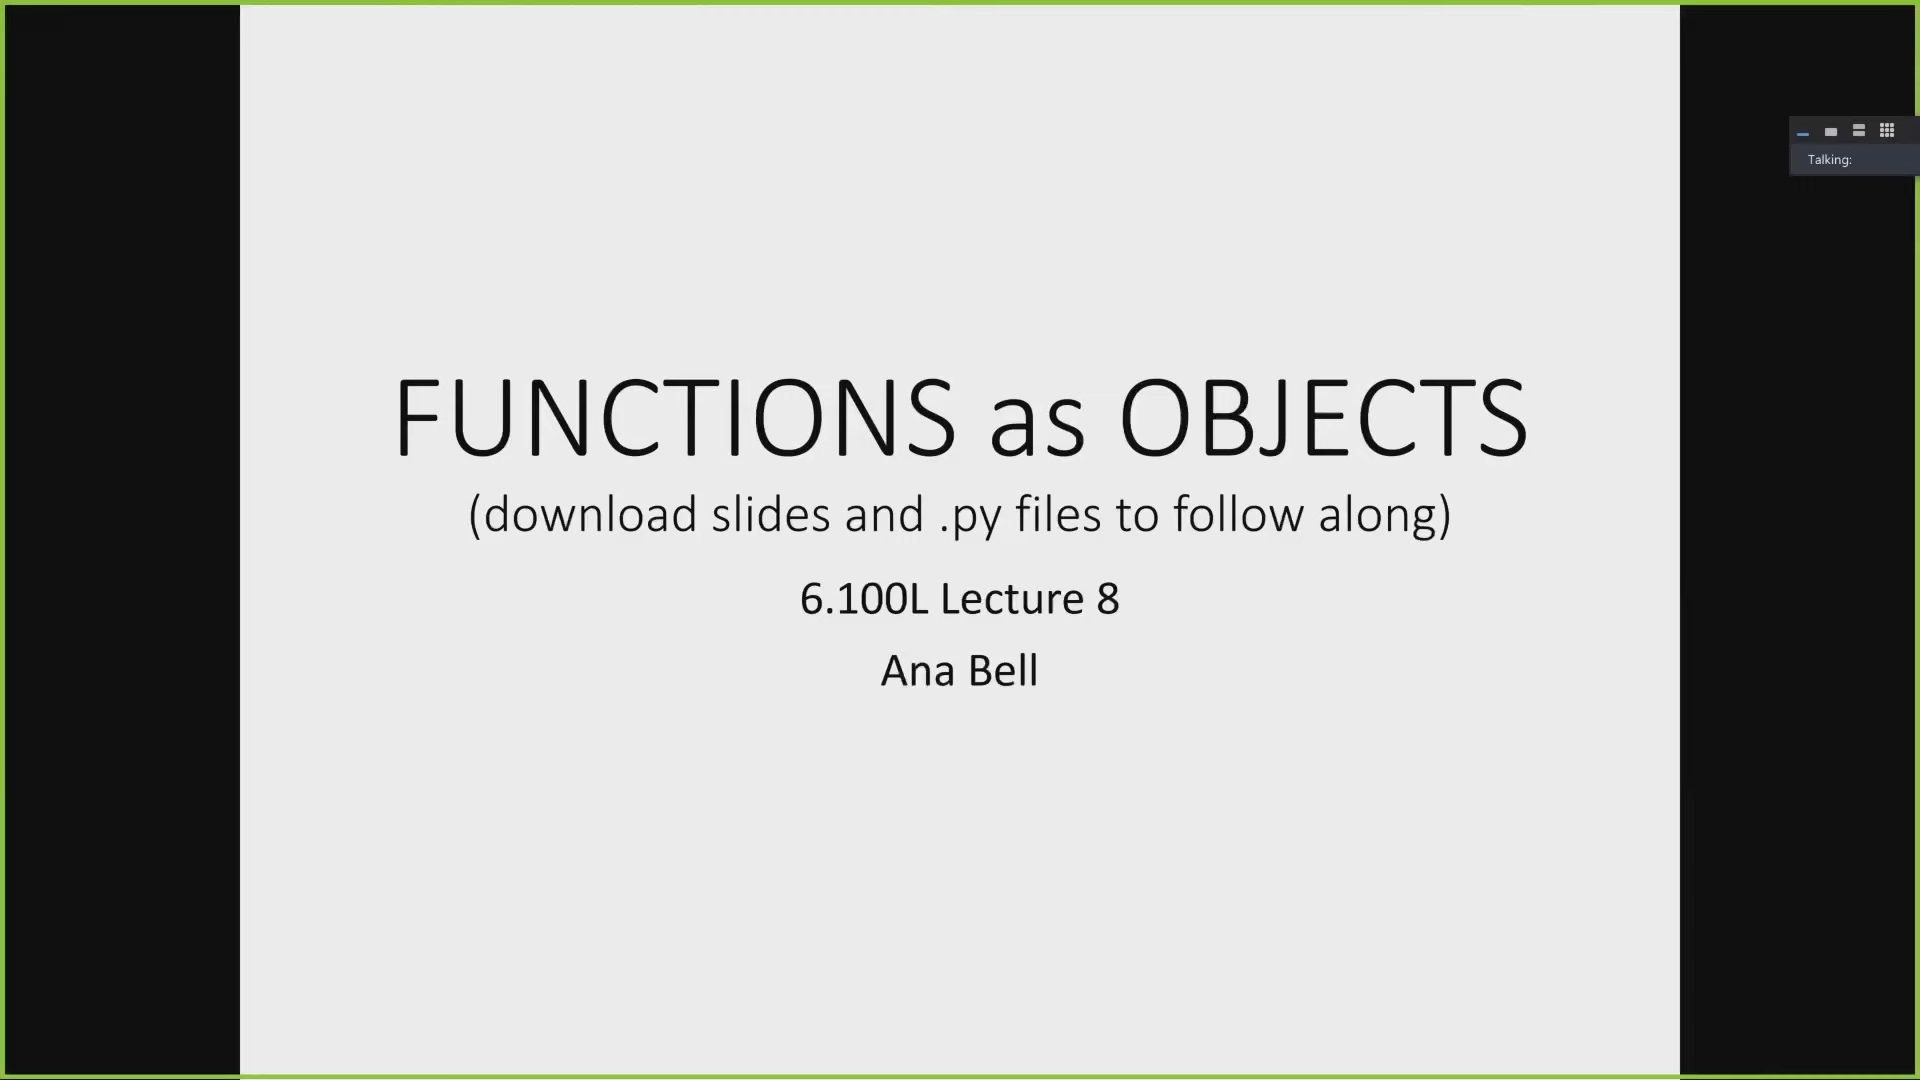 Talking:
FUNCTIONS as OBJECTS
(download slides and .py files to follow along)
6.100L Lecture 8
Ana Bell